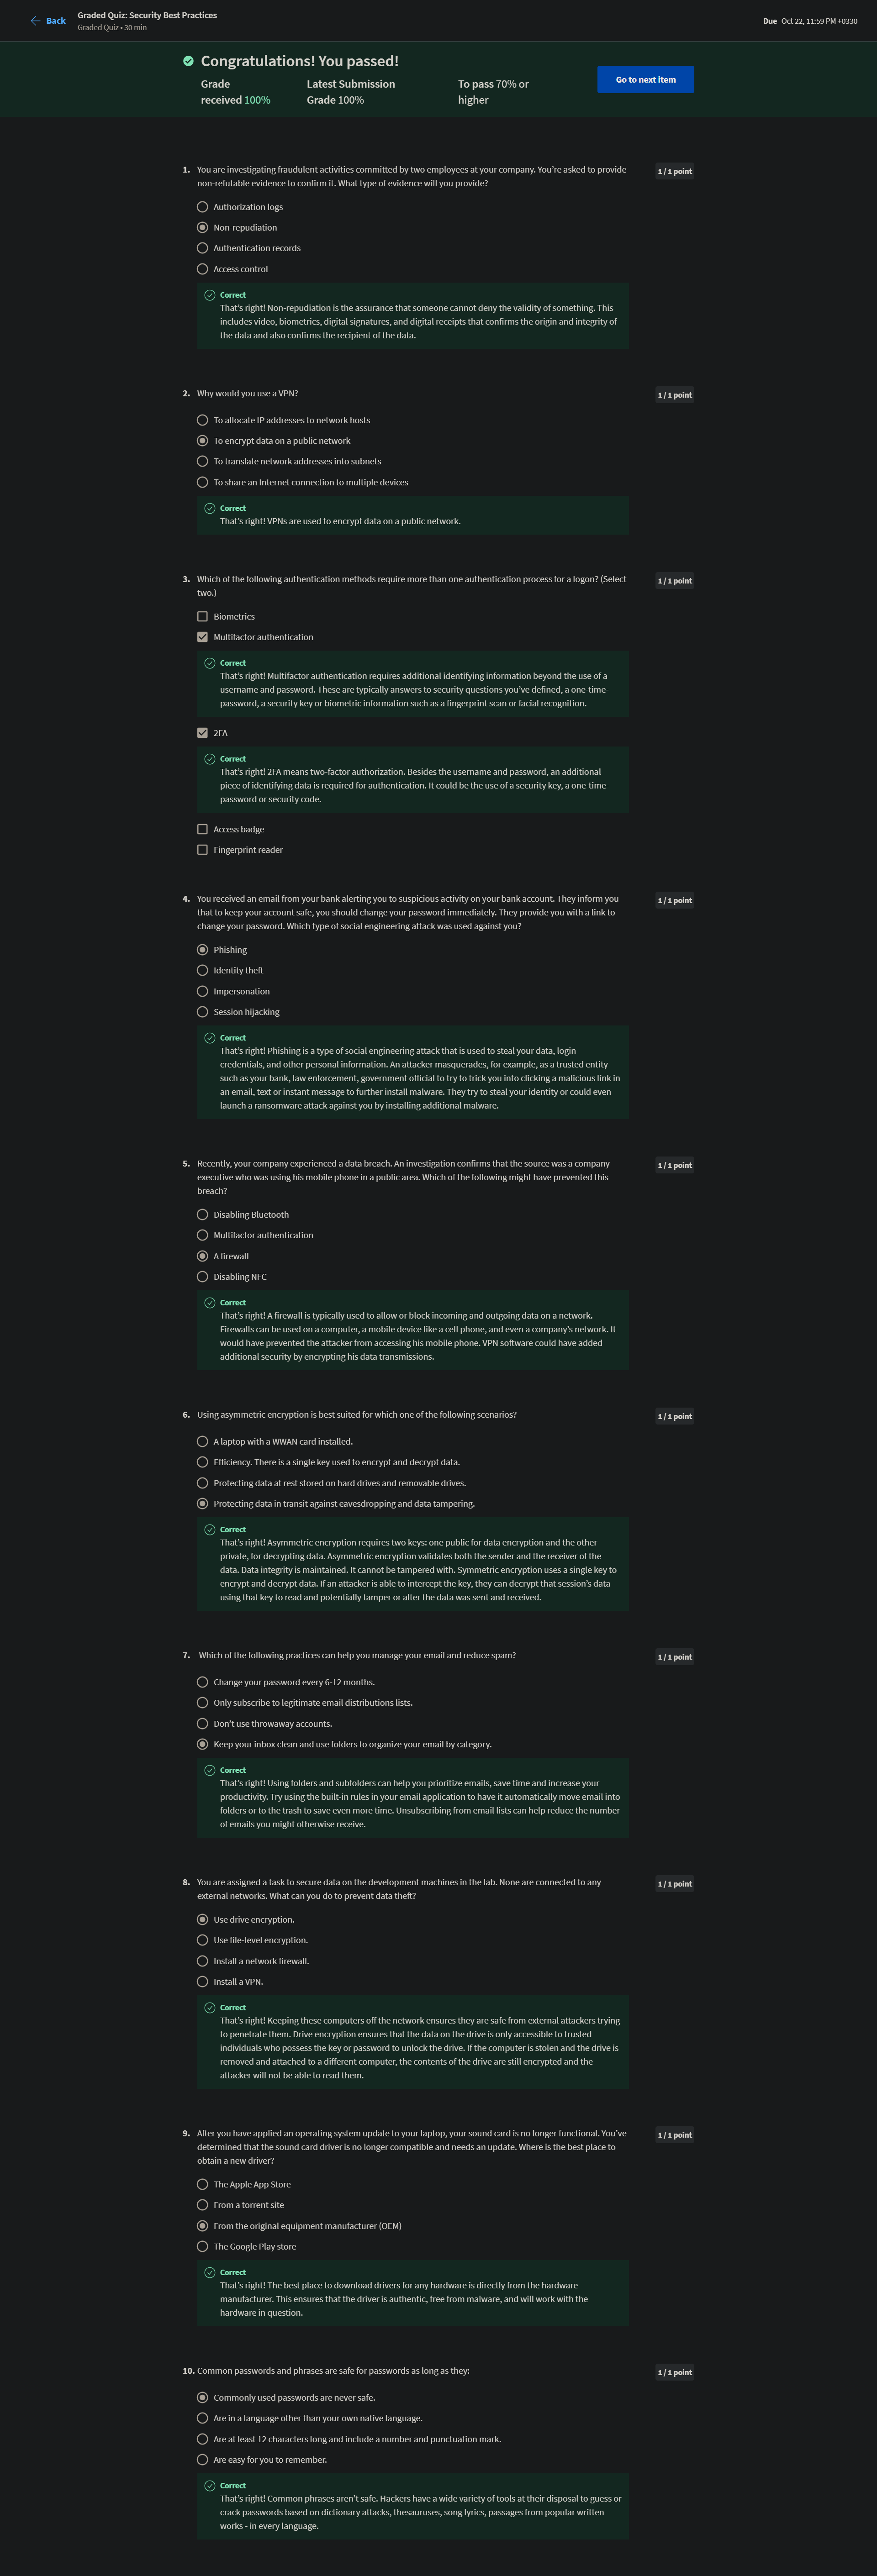 Back
Graded Quiz: Security Best Practices
Graded Quiz • 30 min
Due Oct 22, 11:59 PM +0330
Congratulations! You passed!
Grade
received 100%
Latest Submission
Grade 100%
To pass 70% or
higher
Go to next item
1. You are investigating fraudulent activities committed by two employees at your company. You're asked to provide
non-refutable evidence to confirm it. What type of evidence will you provide?
1 / 1 point
Authorization logs
Non-repudiation
Authentication records
Access control
Correct
That's right! Non-repudiation is the assurance that someone cannot deny the validity of something. This
includes video, biometrics, digital signatures, and digital receipts that confirms the origin and integrity of
the data and also confirms the recipient of the data.
2. Why would you use a VPN?
1 / 1 point
To allocate IP addresses to network hosts
To encrypt data on a public network
To translate network addresses into subnets
To share an Internet connection to multiple devices
Correct
That's right! VPNs are used to encrypt data on a public network.
3. Which of the following authentication methods require more than one authentication process for a logon? (Select
two.)
1 / 1 point
Biometrics
Multifactor authentication
Correct
That's right! Multifactor authentication requires additional identifying information beyond the use of a
username and password. These are typically answers to security questions you've defined, a one-time-
password, a security key or biometric information such as a fingerprint scan or facial recognition.
2FA
Correct
That's right! 2FA means two-factor authorization. Besides the username and password, an additional
piece of identifying data is required for authentication. It could be the use of a security key, a one-time-
password or security code.
Access badge
Fingerprint reader
4. You received an email from your bank alerting you to suspicious activity on your bank account. They inform you
that to keep your account safe, you should change your password immediately. They provide you with a link to
change your password. Which type of social engineering attack was used against you?
1 / 1 point
Phishing
Identity theft
Impersonation
Session hijacking
Correct
That's right! Phishing is a type of social engineering attack that is used to steal your data, login
credentials, and other personal information. An attacker masquerades, for example, as a trusted entity
such as your bank, law enforcement, government official to try to trick you into clicking a malicious link in
an email, text or instant message to further install malware. They try to steal your identity or could even
launch a ransomware attack against you by installing additional malware.
5. Recently, your company experienced a data breach. An investigation confirms that the source was a company
executive who was using his mobile phone in a public area. Which of the following might have prevented this
breach?
1 / 1 point
Disabling Bluetooth
Multifactor authentication
A firewall
Disabling NFC
Correct
That's right! A firewall is typically used to allow or block incoming and outgoing data on a network.
Firewalls can be used on a computer, a mobile device like a cell phone, and even a company's network. It
would have prevented the attacker from accessing his mobile phone. VPN software could have added
additional security by encrypting his data transmissions.
6. Using asymmetric encryption is best suited for which one of the following scenarios?
1 / 1 point
A laptop with a WWAN card installed.
Efficiency. There is a single key used to encrypt and decrypt data.
Protecting data at rest stored on hard drives and removable drives.
Protecting data in transit against eavesdropping and data tampering.
Correct
That's right! Asymmetric encryption requires two keys: one public for data encryption and the other
private, for decrypting data. Asymmetric encryption validates both the sender and the receiver of the
data. Data integrity is maintained. It cannot be tampered with. Symmetric encryption uses a single key to
encrypt and decrypt data. If an attacker is able to intercept the key, they can decrypt that session's data
using that key to read and potentially tamper or alter the data was sent and received.
7. Which of the following practices can help you manage your email and reduce spam?
1 / 1 point
Change your password every 6-12 months.
Only subscribe to legitimate email distributions lists.
Don't use throwaway accounts.
Keep your inbox clean and use folders to organize your email by category.
Correct
That's right! Using folders and subfolders can help you prioritize emails, save time and increase your
productivity. Try using the built-in rules in your email application to have it automatically move email into
folders or to the trash to save even more time. Unsubscribing from email lists can help reduce the number
of emails you might otherwise receive.
8. You are assigned a task to secure data on the development machines in the lab. None are connected to any
external networks. What can you do to prevent data theft?
1 / 1 point
Use drive encryption.
Use file-level encryption.
Install a network firewall.
Install a VPN.
Correct
That's right! Keeping these computers off the network ensures they are safe from external attackers trying
to penetrate them. Drive encryption ensures that the data on the drive is only accessible to trusted
individuals who possess the key or password to unlock the drive. If the computer is stolen and the drive is
removed and attached to a different computer, the contents of the drive are still encrypted and the
attacker will not be able to read them.
9. After you have applied an operating system update to your laptop, your sound card is no longer functional. You've
determined that the sound card driver is no longer compatible and needs an update. Where is the best place to
obtain a new driver?
1 / 1 point
The Apple App Store
From a torrent site
From the original equipment manufacturer (OEM)
The Google Play store
Correct
That's right! The best place to download drivers for any hardware is directly from the hardware
manufacturer. This ensures that the driver is authentic, free from malware, and will work with the
hardware in question.
10. Common passwords and phrases are safe for passwords as long as they:
1 / 1 point
Commonly used passwords are never safe.
Are in a language other than your own native language.
Are at least 12 characters long and include a number and punctuation mark.
Are easy for you to remember.
Correct
That's right! Common phrases aren't safe. Hackers have a wide variety of tools at their disposal to guess or
crack passwords based on dictionary attacks, thesauruses, song lyrics, passages from popular written
works - in every language.